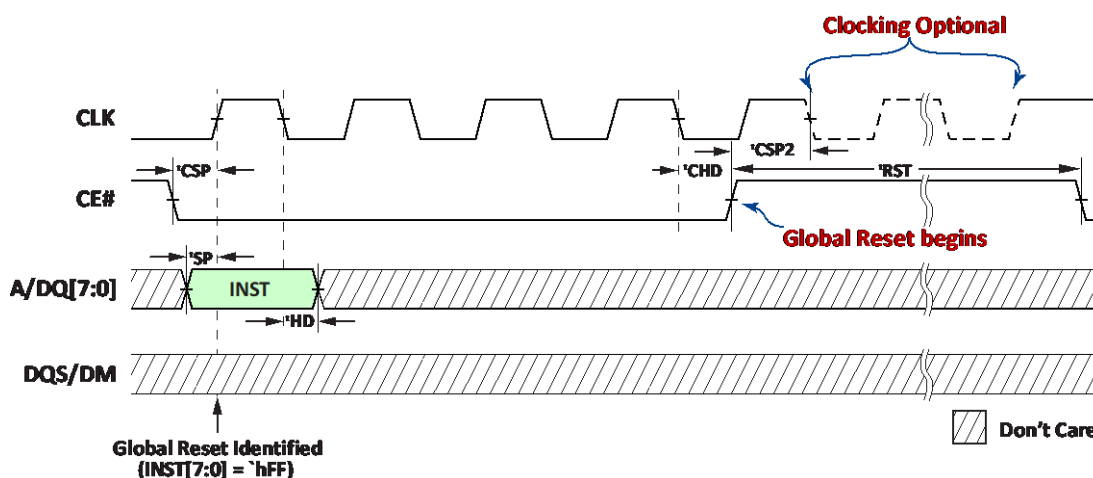 Clocking Optional
CLK
tCSP2
tCSP
tCHD
tRST
CE#
Global Reset begins
tSP
A/DQ[7:0]
INST
tHD
DQS/DM
Don't Care
Global Reset Identified
(INST[7:0] = `hFF)